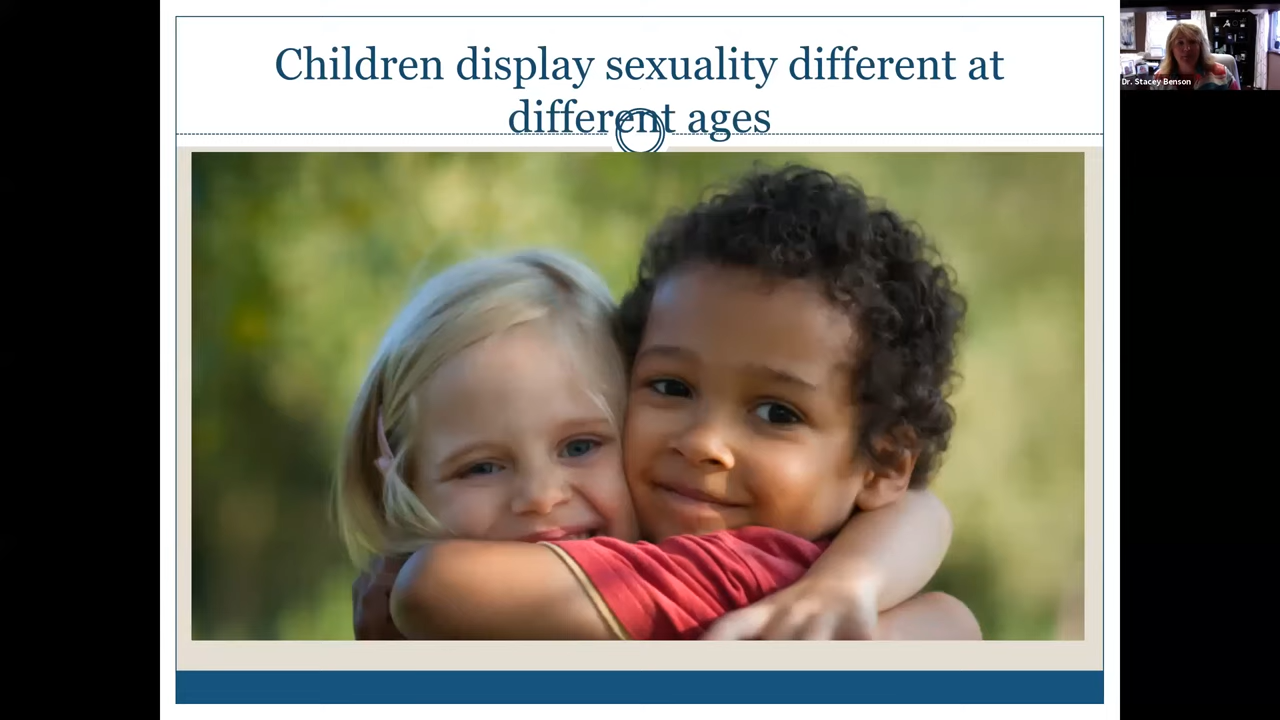 Children display sexuality different at
different ages
Dr. Stacey Benson